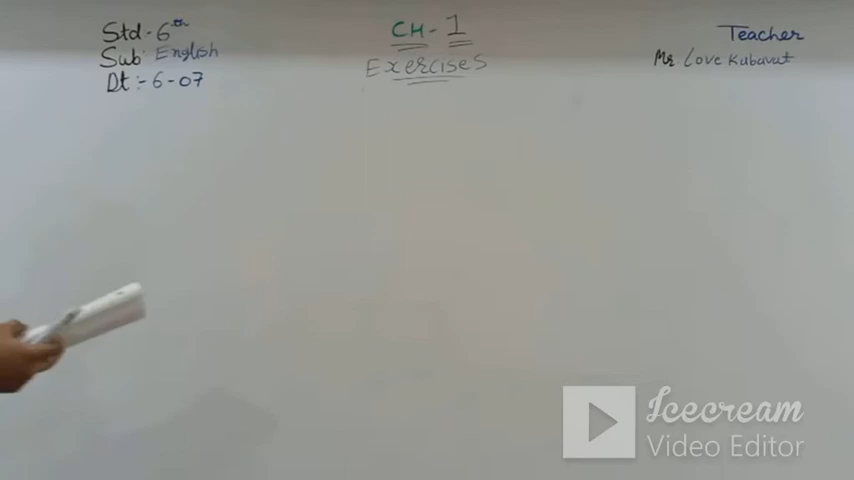 Std - 6th
Sub: English
Dt :- 6-07
CH- 1
Exercises
Teacher
Mr Love Kubavat
Icecream
Video Editor